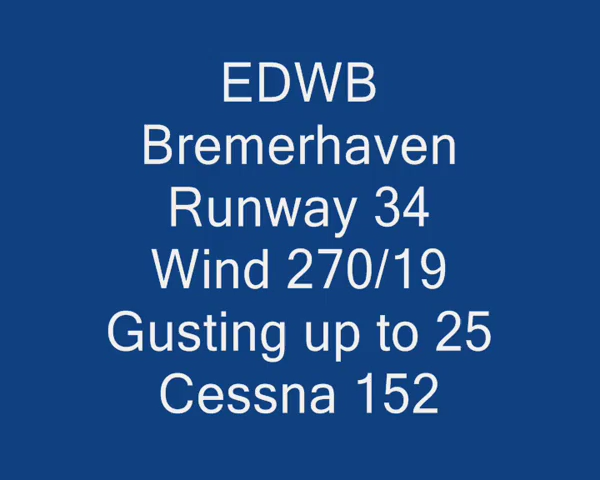 EDWB
Bremerhaven
Runway 34
Wind 270/19
Gusting up to 25
Cessna 152